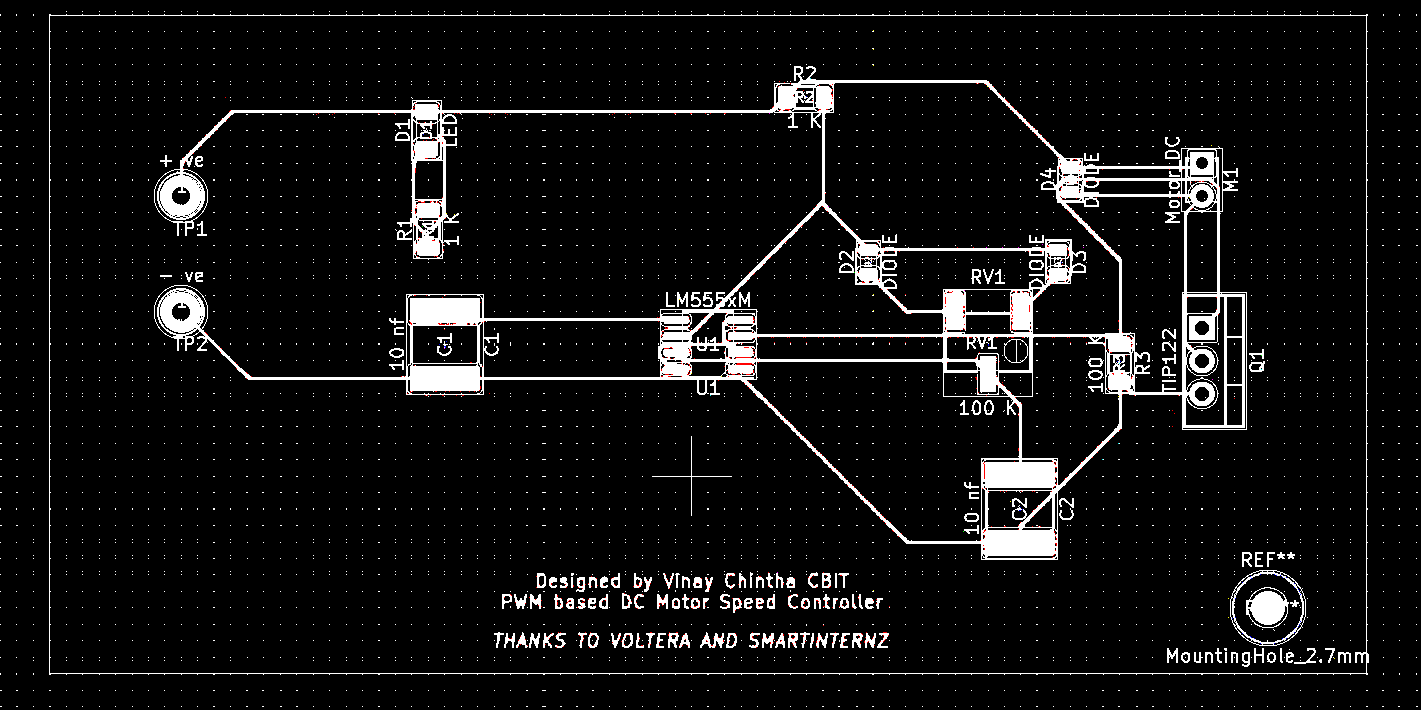 R2
R2
1 K
D1
D1
LED
+ ve
TP1
R1
1 K
- ve
TP2
D4
DIODE
Motor_DC
M1
D2
DIODE
DIODE
D3
RV1
LM555xM
U1
U1
10 nf
C1
C1
RV1
100 K
100 K
R3
R3
TIP122
Q1
10 nf
C2
C2
Designed by Vinay Chintha CBIT
PWM based DC Motor Speed Controller
THANKS TO VOLTERA AND SMARTINTERNZ
REF**
MountingHole_2.7mm